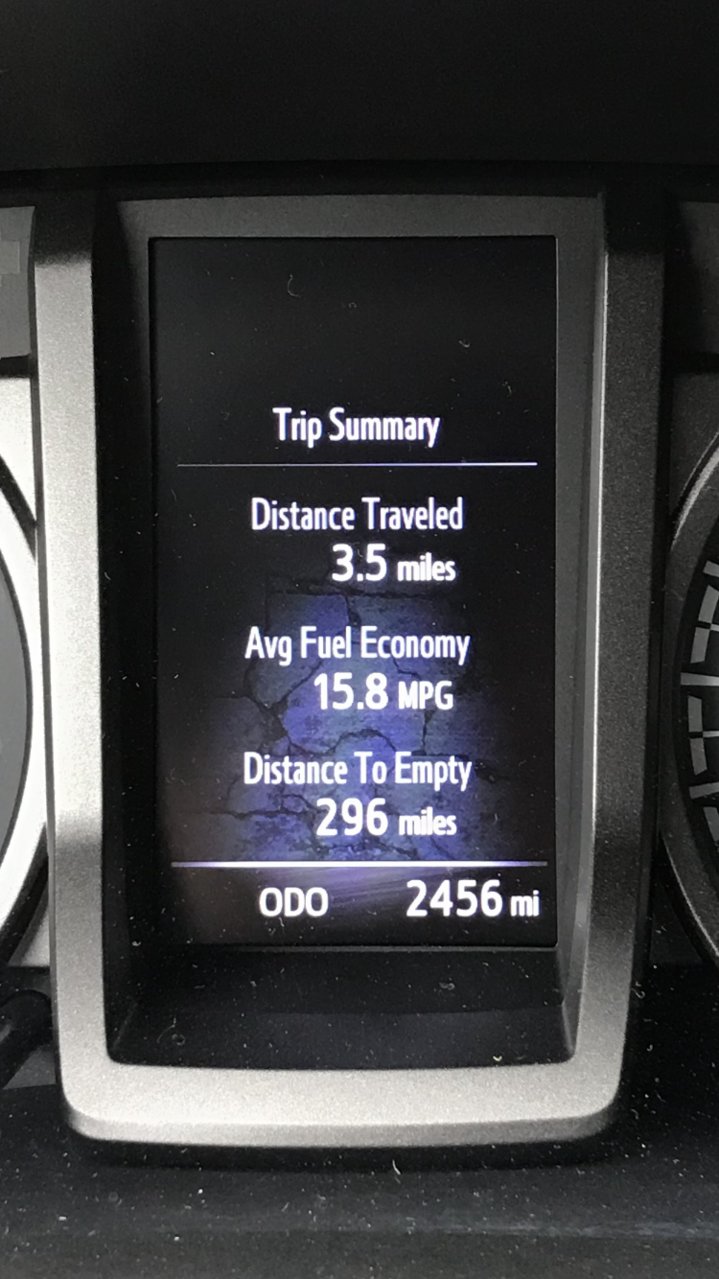 Trip Summary
Distance Traveled
3.5 miles
Avg Fuel Economy
15.8 MPG
Distance To Empty
296 miles
ODO 2456 mi